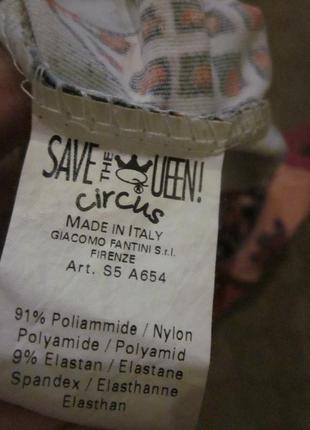 SAVE THE QUEEN!
circus
MADE IN ITALY
GIACOMO FANTINI S.r.l.
FIRENZE
Art. S5 A654
91% Poliammide / Nylon
Polyamide / Polyamid
9% Elastan / Elastane
Spandex / Elasthanne
Elasthan